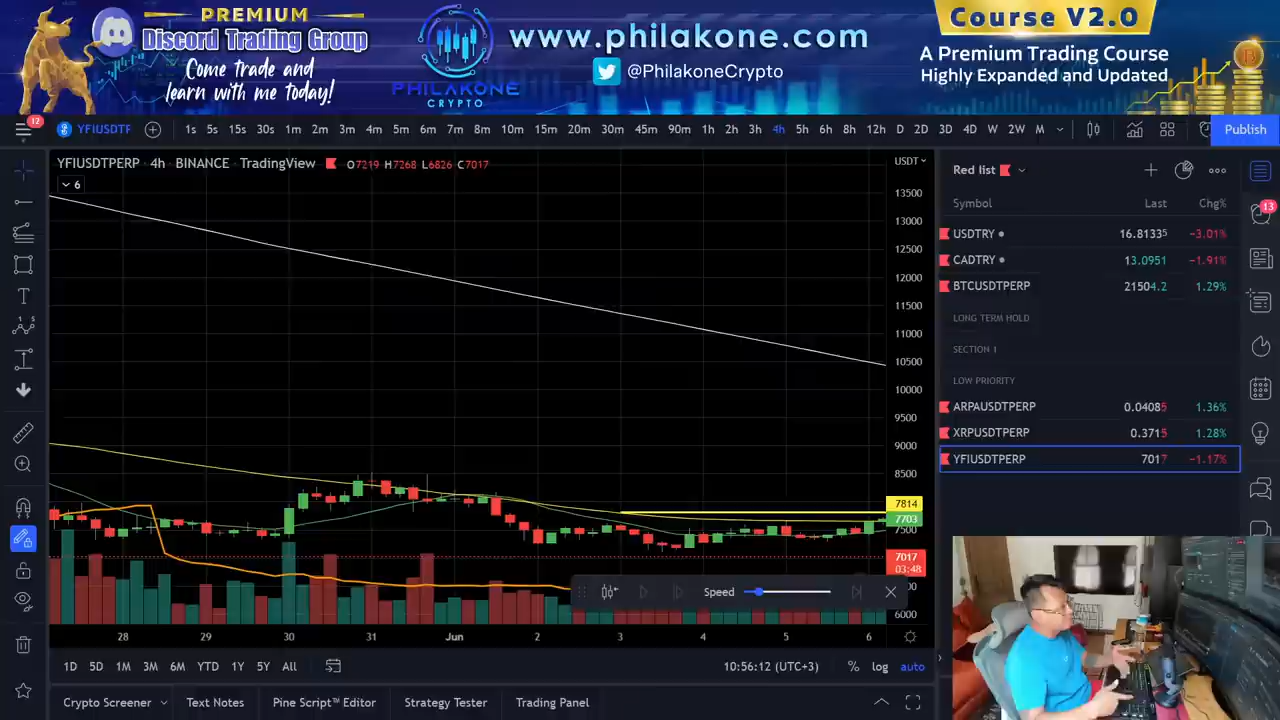 PREMIUM
Discord Trading Group
Come trade and
learn with me today!
PHILAKONE
CRYPTO
www.philakone.com
@PhilakoneCrypto
Course V2.0
A Premium Trading Course
Highly Expanded and Updated
12
YFIUSDTF
1s 5s 15s 30s 1m 2m 3m 4m 5m 6m 7m 8m 10m 15m 20m 30m 45m 90m 1h 2h 3h 4h 5h 6h 8h 12h D 2D 3D 4D W 2W M
Publish
YFIUSDTPERP · 4h · BINANCE · TradingView
O7219 H7268 L6826 C7017
6
USDT
13500
13000
12500
12000
11500
11000
10500
10000
9500
9000
8500
7814
7703
7500
7017
03:48
6000
Speed
28 29 30 31 Jun 2 3 4 5 6
1D 5D 1M 3M 6M YTD 1Y 5Y All
10:56:12 (UTC+3)
% log auto
Crypto Screener
Text Notes
Pine Script™ Editor
Strategy Tester
Trading Panel
Red list
Symbol Last Chg%
USDTRY 16.81335 −3.01%
CADTRY 13.0951 −1.91%
BTCUSDTPERP 21504.2 1.29%
LONG TERM HOLD
SECTION 1
LOW PRIORITY
ARPAUSDTPERP 0.04085 1.36%
XRPUSDTPERP 0.3715 1.28%
YFIUSDTPERP 7017 −1.17%
13